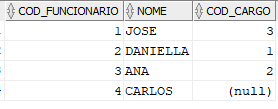 COD_FUNCIONARIO NOME COD_CARGO
1 JOSE 3
2 DANIELLA 1
3 ANA 2
4 CARLOS (null)